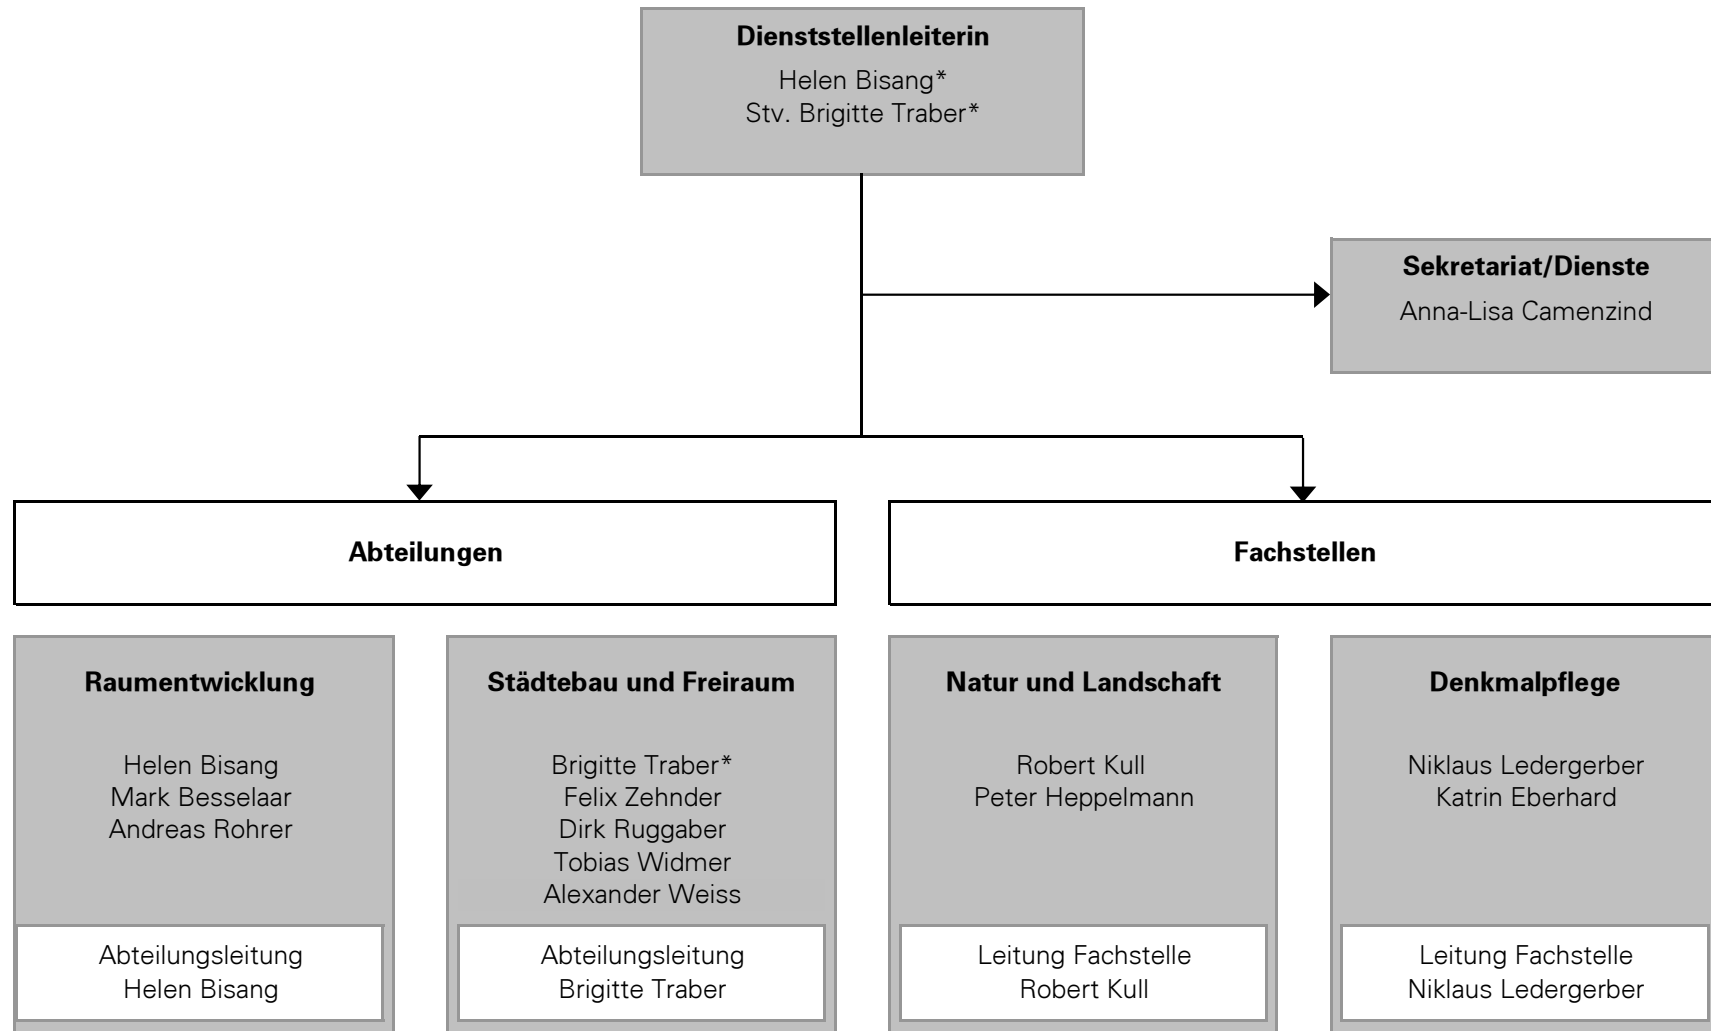 Dienststellenleiterin
Helen Bisang*
Stv. Brigitte Traber*
Sekretariat/Dienste
Anna-Lisa Camenzind
Abteilungen
Fachstellen
Raumentwicklung
Helen Bisang
Mark Besselaar
Andreas Rohrer
Abteilungsleitung
Helen Bisang
Städtebau und Freiraum
Brigitte Traber*
Felix Zehnder
Dirk Ruggaber
Tobias Widmer
Alexander Weiss
Abteilungsleitung
Brigitte Traber
Natur und Landschaft
Robert Kull
Peter Heppelmann
Leitung Fachstelle
Robert Kull
Denkmalpflege
Niklaus Ledergerber
Katrin Eberhard
Leitung Fachstelle
Niklaus Ledergerber